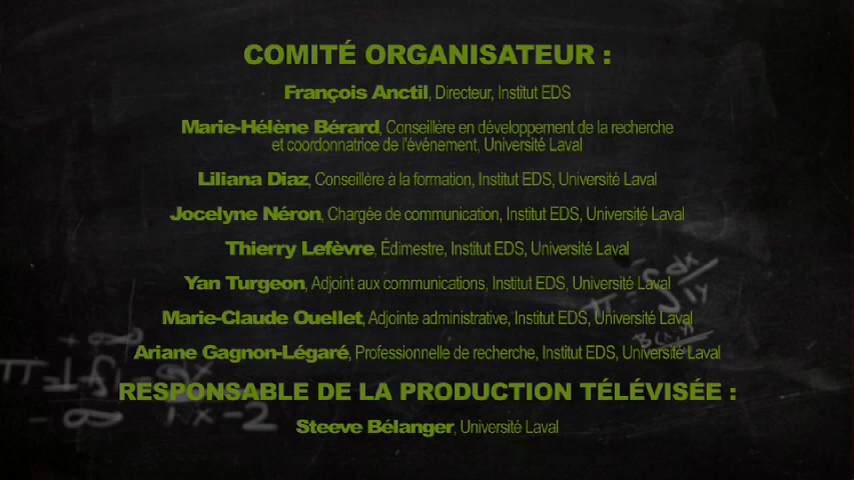 COMITÉ ORGANISATEUR :
François Anctil, Directeur, Institut EDS
Marie-Hélène Bérard, Conseillère en développement de la recherche
et coordonnatrice de l'événement, Université Laval
Liliana Diaz, Conseillère à la formation, Institut EDS, Université Laval
Jocelyne Néron, Chargée de communication, Institut EDS, Université Laval
Thierry Lefèvre, Édimestre, Institut EDS, Université Laval
Yan Turgeon, Adjoint aux communications, Institut EDS, Université Laval
Marie-Claude Ouellet, Adjointe administrative, Institut EDS, Université Laval
Ariane Gagnon-Légaré, Professionnelle de recherche, Institut EDS, Université Laval
RESPONSABLE DE LA PRODUCTION TÉLÉVISÉE :
Steeve Bélanger, Université Laval